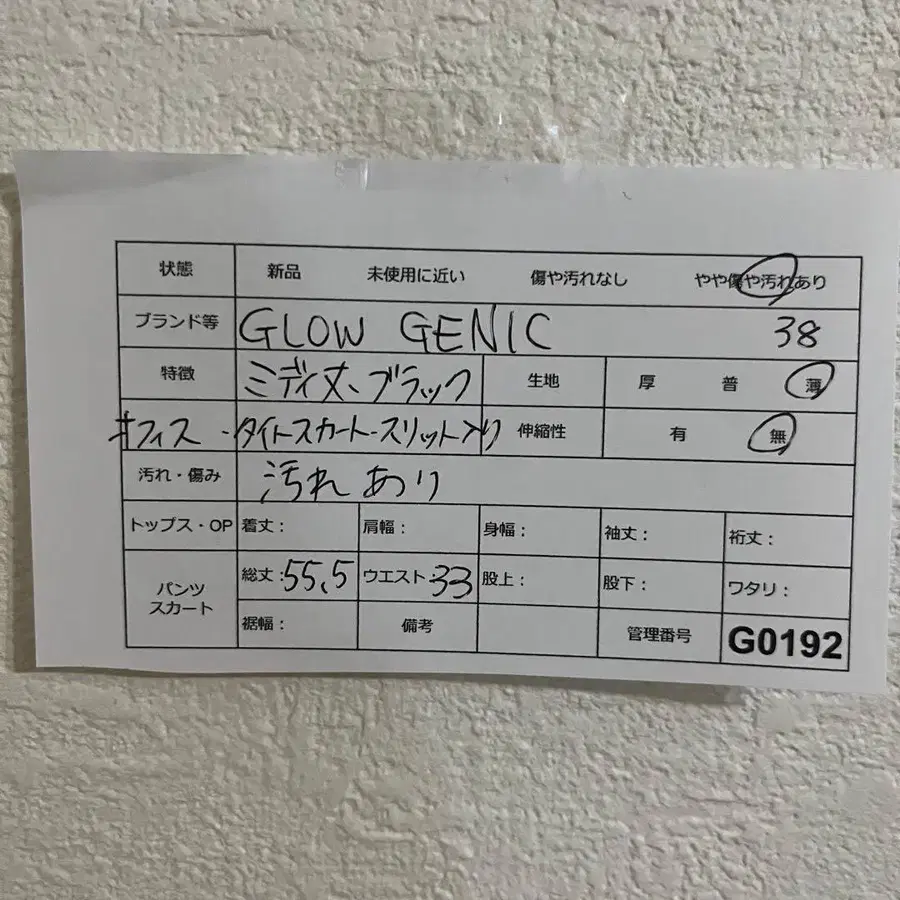 状態 新品 未使用に近い 傷や汚れなし やや傷や汚れあり
ブランド等 GLOW GENIC 38
特徴 ミディ丈、ブラック 生地 厚 普 薄
オフィス - タイトスカート - スリット入り 伸縮性 有 無
汚れ・傷み 汚れあり
トップス・OP 着丈: 肩幅: 身幅: 袖丈: 裄丈:
パンツ スカート 総丈:55.5 ウエスト:33 股上: 股下: ワタリ:
裾幅: 備考 管理番号 G0192